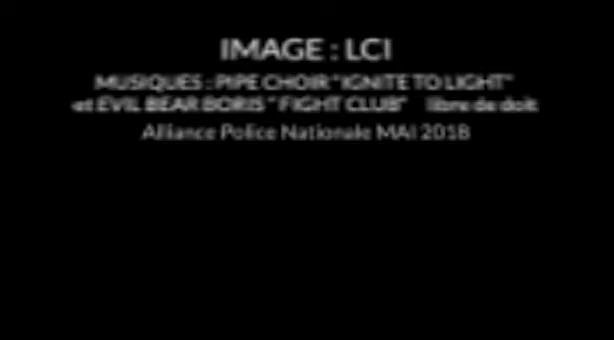 IMAGE : LCI
MUSIQUES : PIPE CHOIR "IGNITE TO LIGHT"
et EVIL BEAR BORIS " FIGHT CLUB" libre de doit
Alliance Police Nationale MAI 2018